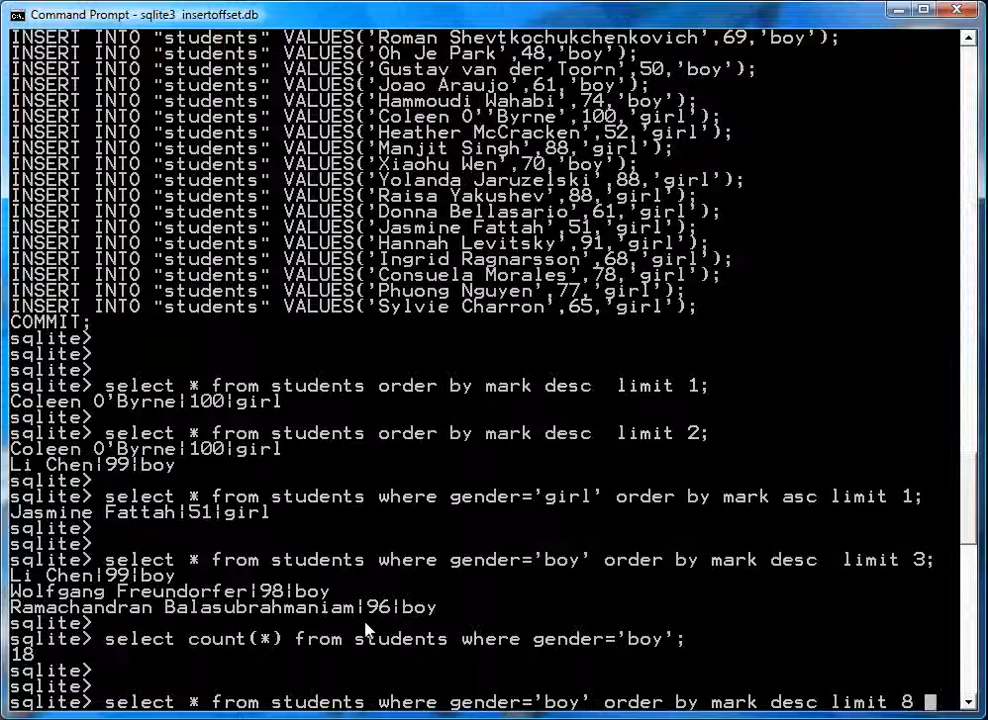 Command Prompt - sqlite3  insertoffset.db
INSERT INTO "students" VALUES('Roman Shevtkochukchenkovich',69,'boy');
INSERT INTO "students" VALUES('Oh Je Park',48,'boy');
INSERT INTO "students" VALUES('Gustav van der Toorn',50,'boy');
INSERT INTO "students" VALUES('Joao Araujo',61,'boy');
INSERT INTO "students" VALUES('Hammoudi Wahabi',74,'boy');
INSERT INTO "students" VALUES('Coleen O''Byrne',100,'girl');
INSERT INTO "students" VALUES('Heather McCracken',52,'girl');
INSERT INTO "students" VALUES('Manjit Singh',88,'girl');
INSERT INTO "students" VALUES('Xiaohu Wen',70,'boy');
INSERT INTO "students" VALUES('Yolanda Jaruzelski',88,'girl');
INSERT INTO "students" VALUES('Raisa Yakushev',88,'girl');
INSERT INTO "students" VALUES('Donna Bellasario',61,'girl');
INSERT INTO "students" VALUES('Jasmine Fattah',51,'girl');
INSERT INTO "students" VALUES('Hannah Levitsky',91,'girl');
INSERT INTO "students" VALUES('Ingrid Ragnarsson',68,'girl');
INSERT INTO "students" VALUES('Consuela Morales',78,'girl');
INSERT INTO "students" VALUES('Phuong Nguyen',77,'girl');
INSERT INTO "students" VALUES('Sylvie Charron',65,'girl');
COMMIT;
sqlite>
sqlite>
sqlite>
sqlite> select * from students order by mark desc  limit 1;
Coleen O'Byrne|100|girl
sqlite>
sqlite> select * from students order by mark desc  limit 2;
Coleen O'Byrne|100|girl
Li Chen|99|boy
sqlite>
sqlite> select * from students where gender='girl' order by mark asc limit 1;
Jasmine Fattah|51|girl
sqlite>
sqlite>
sqlite> select * from students where gender='boy' order by mark desc  limit 3;
Li Chen|99|boy
Wolfgang Freundorfer|98|boy
Ramachandran Balasubrahmaniam|96|boy
sqlite>
sqlite> select count(*) from students where gender='boy';
18
sqlite>
sqlite>
sqlite> select * from students where gender='boy' order by mark desc limit 8